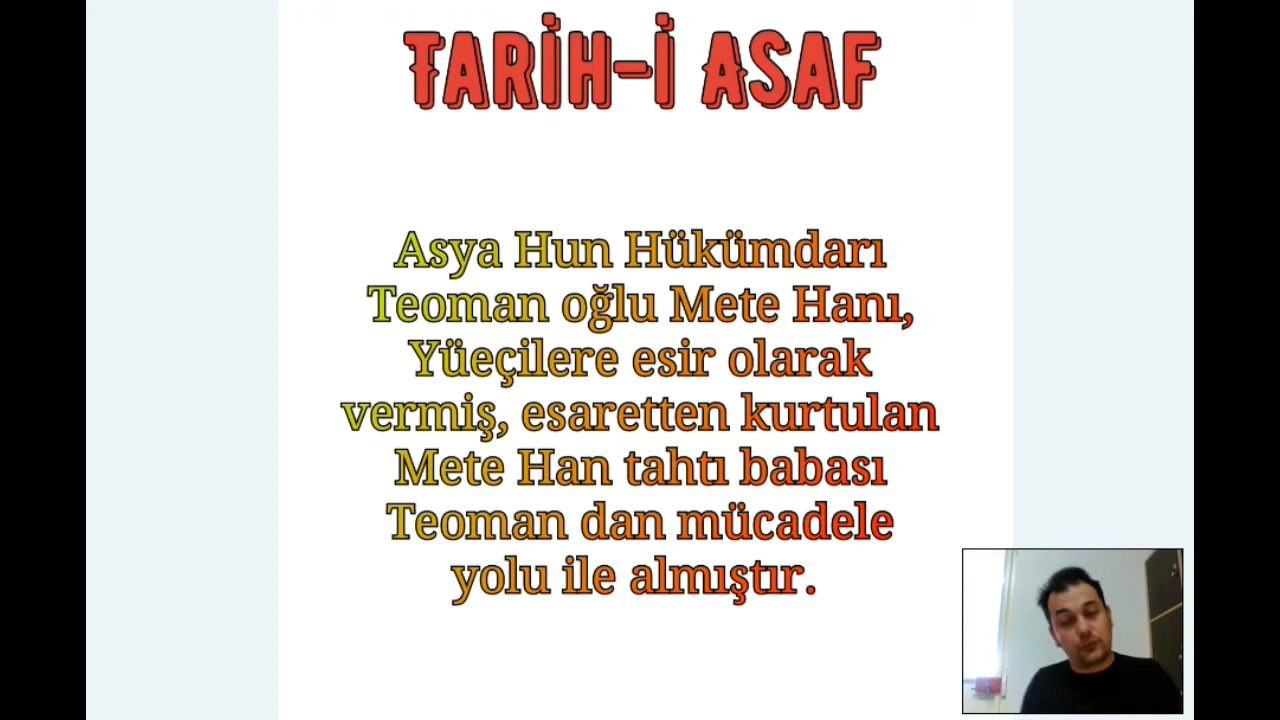 TARİH-İ ASAF
Asya Hun Hükümdarı
Teoman oğlu Mete Hanı,
Yüeçilere esir olarak
vermiş, esaretten kurtulan
Mete Han tahtı babası
Teoman dan mücadele
yolu ile almıştır.